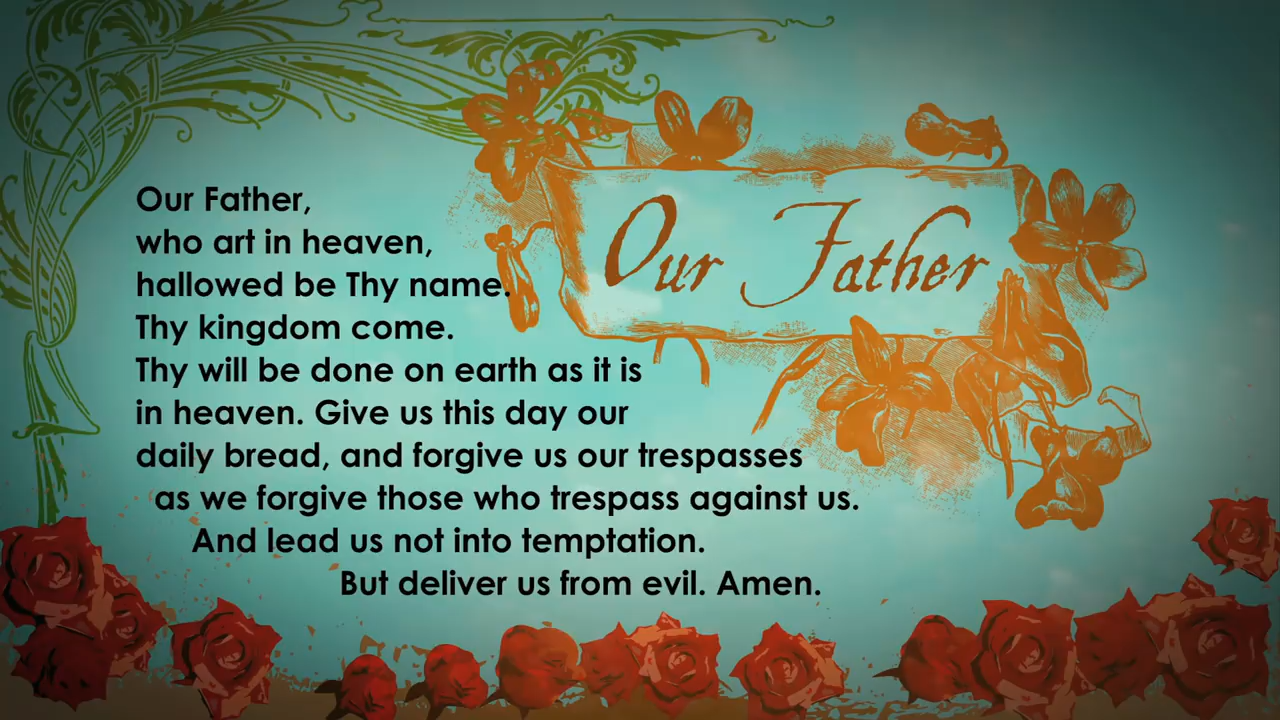 Our Father
Our Father,
who art in heaven,
hallowed be Thy name.
Thy kingdom come.
Thy will be done on earth as it is
in heaven. Give us this day our
daily bread, and forgive us our trespasses
as we forgive those who trespass against us.
And lead us not into temptation.
But deliver us from evil. Amen.